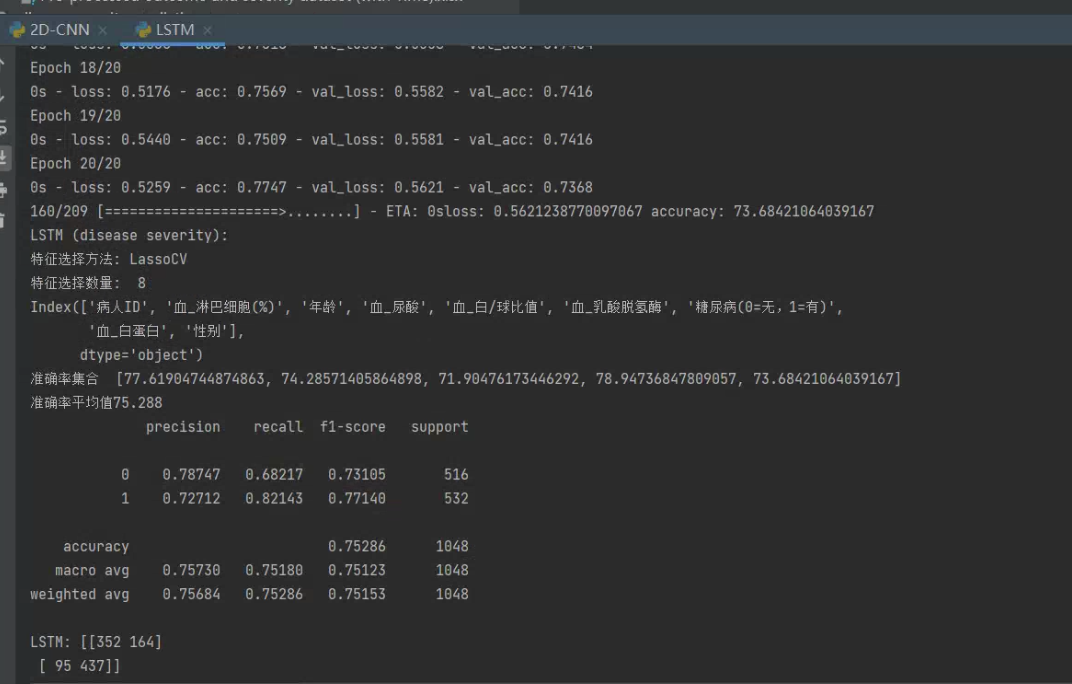 2D-CNN × LSTM ×
Epoch 18/20
0s - loss: 0.5176 - acc: 0.7569 - val_loss: 0.5582 - val_acc: 0.7416
Epoch 19/20
0s - loss: 0.5440 - acc: 0.7509 - val_loss: 0.5581 - val_acc: 0.7416
Epoch 20/20
0s - loss: 0.5259 - acc: 0.7747 - val_loss: 0.5621 - val_acc: 0.7368
160/209 [=====================>........] - ETA: 0sloss: 0.5621238770097067 accuracy: 73.68421064039167
LSTM (disease severity):
特征选择方法: LassoCV
特征选择数量:  8
Index(['病人ID', '血_淋巴细胞(%)', '年龄', '血_尿酸', '血_白/球比值', '血_乳酸脱氢酶', '糖尿病(0=无，1=有)',
'血_白蛋白', '性别'],
dtype='object')
准确率集合  [77.61904744874863, 74.28571405864898, 71.90476173446292, 78.94736847809057, 73.68421064039167]
准确率平均值75.288
precision recall f1-score support
0 0.78747 0.68217 0.73105 516
1 0.72712 0.82143 0.77140 532
accuracy 0.75286 1048
macro avg 0.75730 0.75180 0.75123 1048
weighted avg 0.75684 0.75286 0.75153 1048
LSTM: [[352 164]
[ 95 437]]